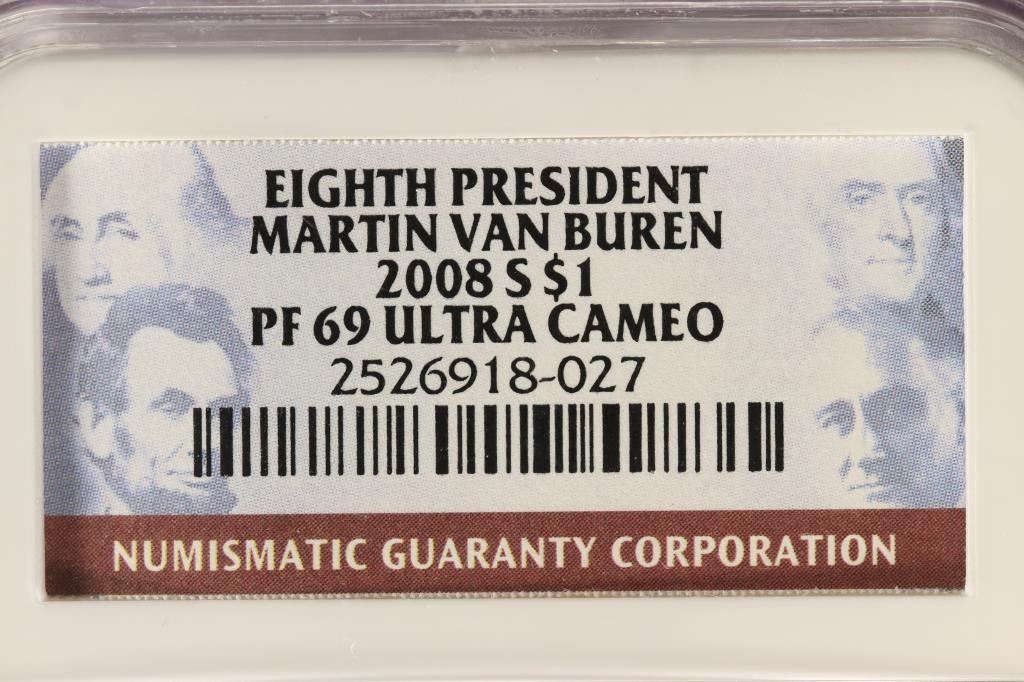 EIGHTH PRESIDENT
MARTIN VAN BUREN
2008 S $1
PF 69 ULTRA CAMEO
2526918-027
NUMISMATIC GUARANTY CORPORATION